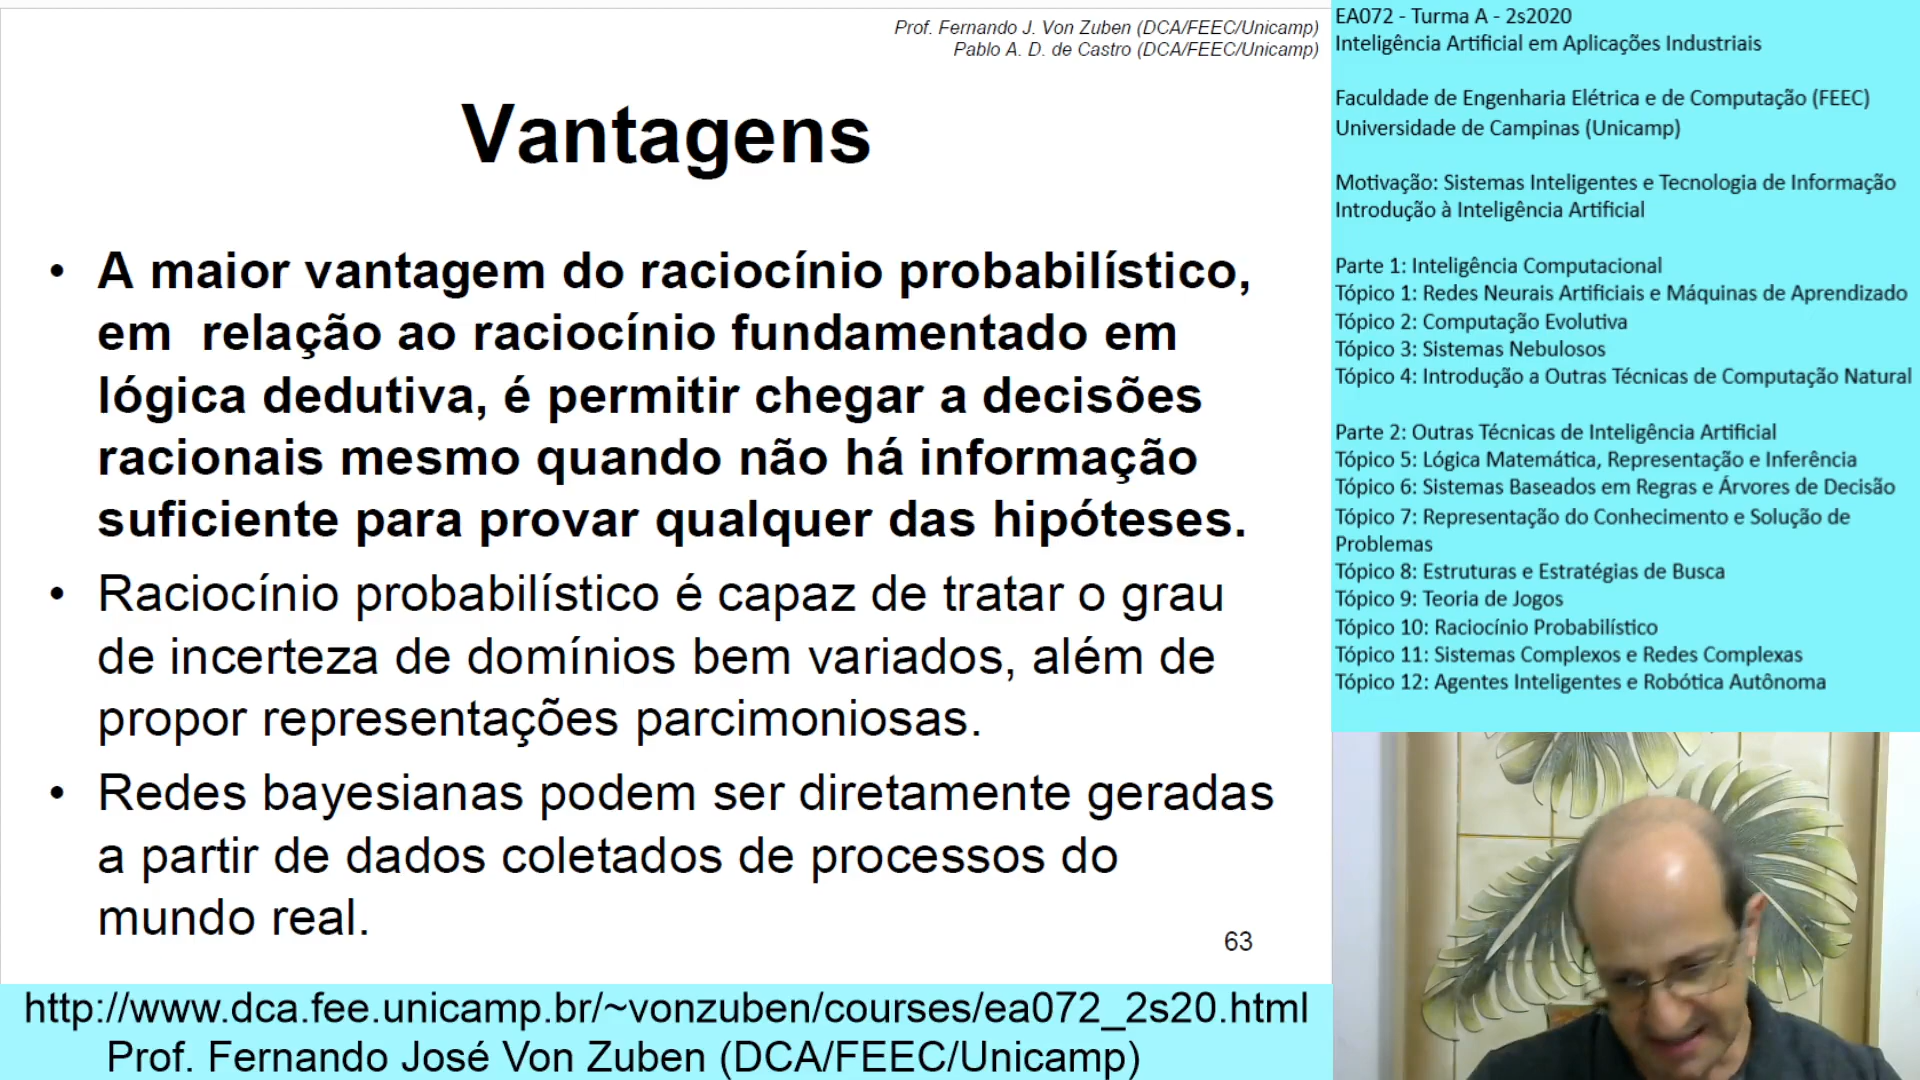 Prof. Fernando J. Von Zuben (DCA/FEEC/Unicamp)
Pablo A. D. de Castro (DCA/FEEC/Unicamp)
Vantagens
• A maior vantagem do raciocínio probabilístico,
em relação ao raciocínio fundamentado em
lógica dedutiva, é permitir chegar a decisões
racionais mesmo quando não há informação
suficiente para provar qualquer das hipóteses.
• Raciocínio probabilístico é capaz de tratar o grau
de incerteza de domínios bem variados, além de
propor representações parcimoniosas.
• Redes bayesianas podem ser diretamente geradas
a partir de dados coletados de processos do
mundo real.
63
http://www.dca.fee.unicamp.br/~vonzuben/courses/ea072_2s20.html
Prof. Fernando José Von Zuben (DCA/FEEC/Unicamp)
EA072 - Turma A - 2s2020
Inteligência Artificial em Aplicações Industriais
Faculdade de Engenharia Elétrica e de Computação (FEEC)
Universidade de Campinas (Unicamp)
Motivação: Sistemas Inteligentes e Tecnologia de Informação
Introdução à Inteligência Artificial
Parte 1: Inteligência Computacional
Tópico 1: Redes Neurais Artificiais e Máquinas de Aprendizado
Tópico 2: Computação Evolutiva
Tópico 3: Sistemas Nebulosos
Tópico 4: Introdução a Outras Técnicas de Computação Natural
Parte 2: Outras Técnicas de Inteligência Artificial
Tópico 5: Lógica Matemática, Representação e Inferência
Tópico 6: Sistemas Baseados em Regras e Árvores de Decisão
Tópico 7: Representação do Conhecimento e Solução de
Problemas
Tópico 8: Estruturas e Estratégias de Busca
Tópico 9: Teoria de Jogos
Tópico 10: Raciocínio Probabilístico
Tópico 11: Sistemas Complexos e Redes Complexas
Tópico 12: Agentes Inteligentes e Robótica Autônoma